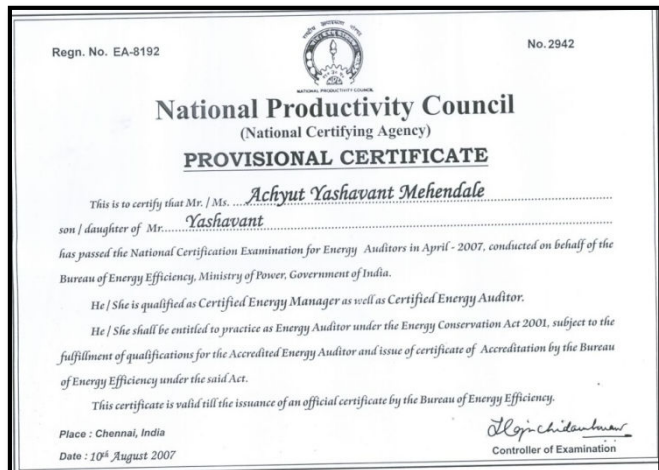 Regn. No. EA-8192
No. 2942
NATIONAL PRODUCTIVITY COUNCIL
National Productivity Council
(National Certifying Agency)
PROVISIONAL CERTIFICATE
This is to certify that Mr. / Ms. Achyut Yashavant Mehendale
son / daughter of Mr. Yashavant
has passed the National Certification Examination for Energy Auditors in April - 2007, conducted on behalf of the
Bureau of Energy Efficiency, Ministry of Power, Government of India.
He / She is qualified as Certified Energy Manager as well as Certified Energy Auditor.
He / She shall be entitled to practice as Energy Auditor under the Energy Conservation Act 2001, subject to the
fulfillment of qualifications for the Accredited Energy Auditor and issue of certificate of Accreditation by the Bureau
of Energy Efficiency under the said Act.
This certificate is valid till the issuance of an official certificate by the Bureau of Energy Efficiency.
Place : Chennai, India
Date : 10th August 2007
Controller of Examination